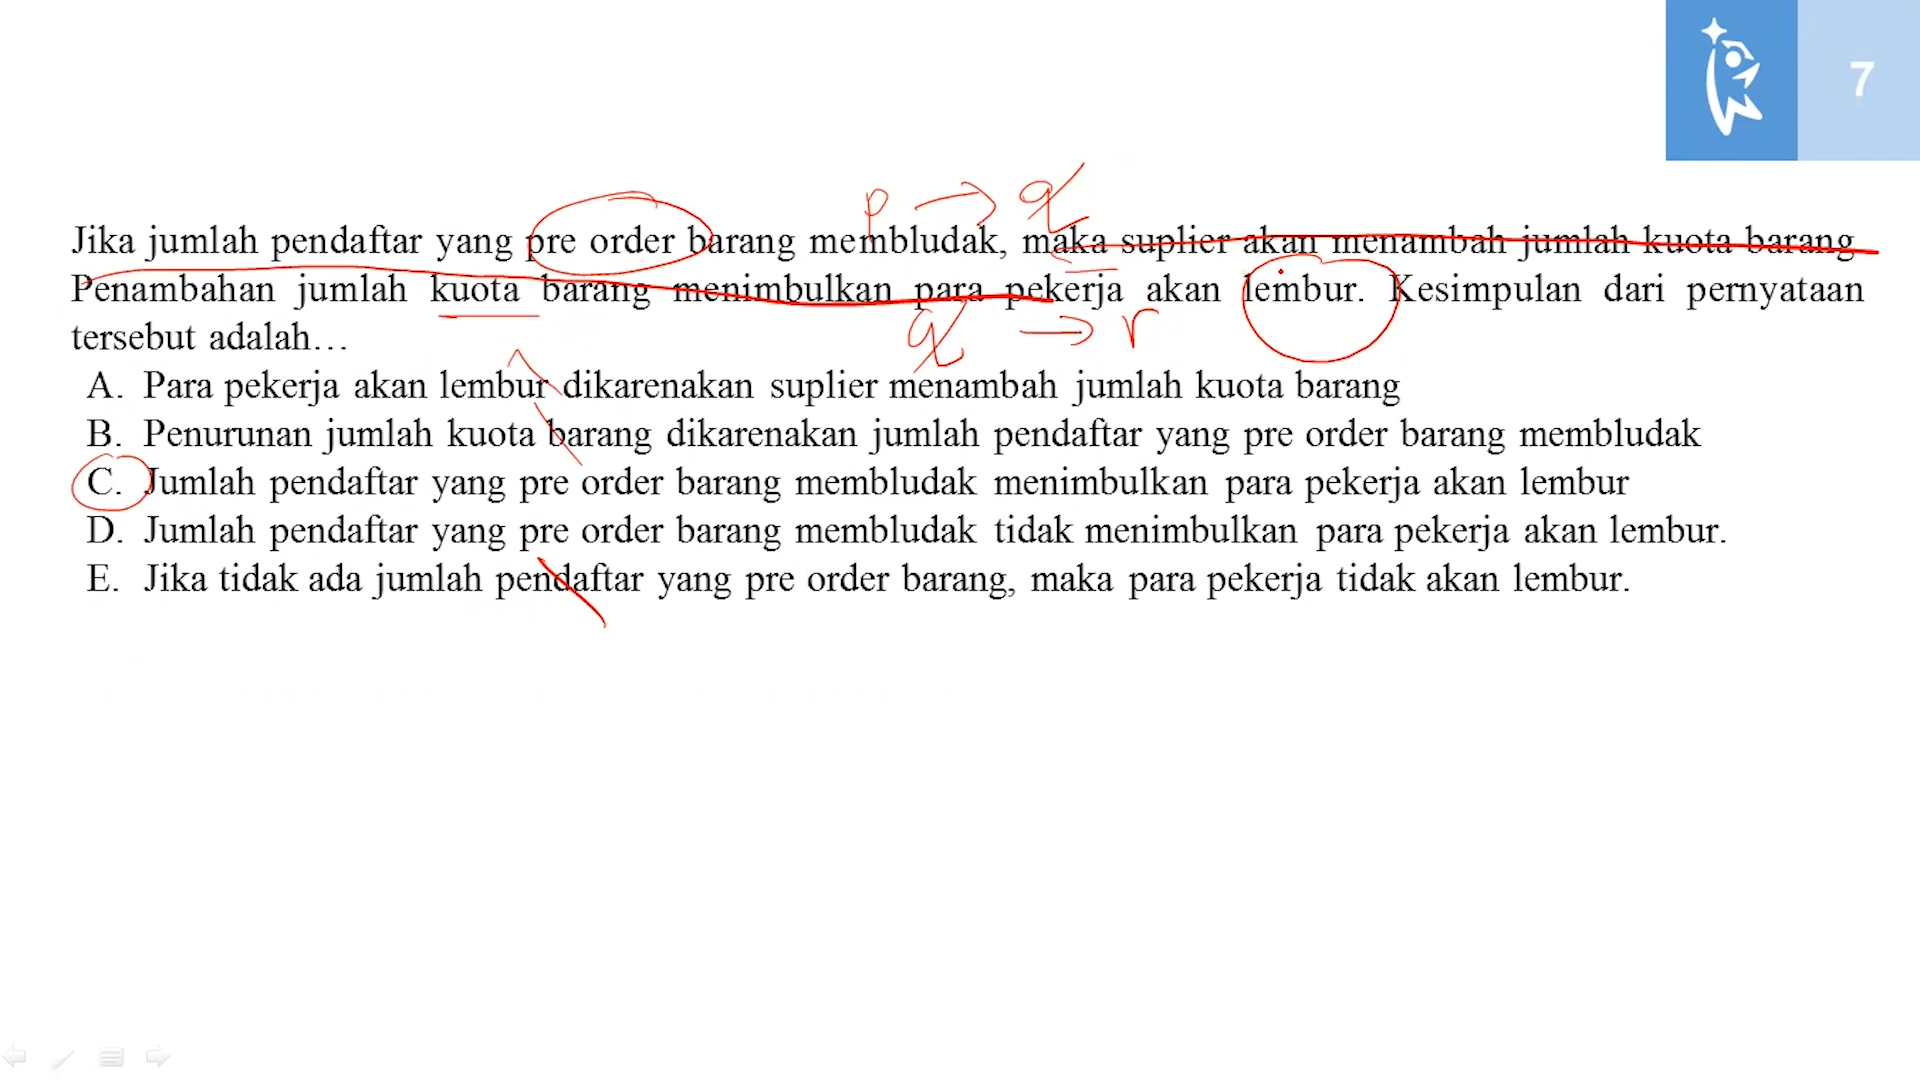 7
p → q
Jika jumlah pendaftar yang pre order barang membludak, maka suplier akan menambah jumlah kuota barang
Penambahan jumlah kuota barang menimbulkan para pekerja akan lembur. Kesimpulan dari pernyataan
q → r
tersebut adalah…
A. Para pekerja akan lembur dikarenakan suplier menambah jumlah kuota barang
B. Penurunan jumlah kuota barang dikarenakan jumlah pendaftar yang pre order barang membludak
C. Jumlah pendaftar yang pre order barang membludak menimbulkan para pekerja akan lembur
D. Jumlah pendaftar yang pre order barang membludak tidak menimbulkan para pekerja akan lembur.
E. Jika tidak ada jumlah pendaftar yang pre order barang, maka para pekerja tidak akan lembur.